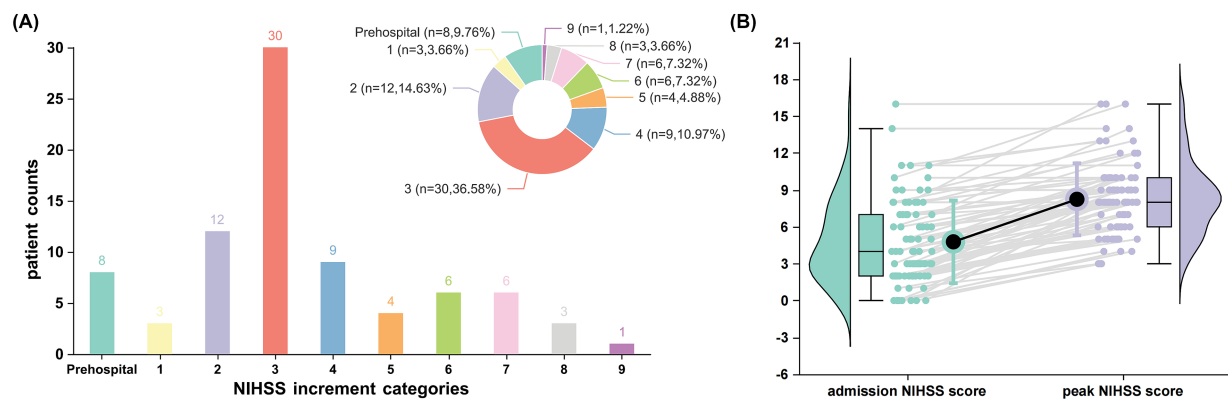 (A)
patient counts
30
25
20
15
10
5
0
8
3
12
30
9
4
6
6
3
1
Prehospital 1 2 3 4 5 6 7 8 9
NIHSS increment categories
Prehospital (n=8,9.76%)
1 (n=3,3.66%)
2 (n=12,14.63%)
3 (n=30,36.58%)
9 (n=1,1.22%)
8 (n=3,3.66%)
7 (n=6,7.32%)
6 (n=6,7.32%)
5 (n=4,4.88%)
4 (n=9,10.97%)
(B)
21
18
15
12
9
6
3
0
-3
-6
admission NIHSS score peak NIHSS score